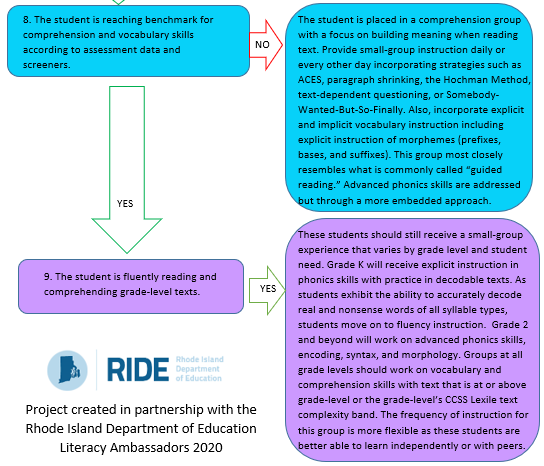 8. The student is reaching benchmark for
comprehension and vocabulary skills
according to assessment data and
screeners.
NO
The student is placed in a comprehension group
with a focus on building meaning when reading
text. Provide small-group instruction daily or
every other day incorporating strategies such as
ACES, paragraph shrinking, the Hochman Method,
text-dependent questioning, or Somebody-
Wanted-But-So-Finally. Also, incorporate explicit
and implicit vocabulary instruction including
explicit instruction of morphemes (prefixes,
bases, and suffixes). This group most closely
resembles what is commonly called “guided
reading.” Advanced phonics skills are addressed
but through a more embedded approach.
YES
9. The student is fluently reading and
comprehending grade-level texts.
YES
These students should still receive a small-group
experience that varies by grade level and student
need. Grade K will receive explicit instruction in
phonics skills with practice in decodable texts. As
students exhibit the ability to accurately decode
real and nonsense words of all syllable types,
students move on to fluency instruction.  Grade 2
and beyond will work on advanced phonics skills,
encoding, syntax, and morphology. Groups at all
grade levels should work on vocabulary and
comprehension skills with text that is at or above
grade-level or the grade-level’s CCSS Lexile text
complexity band. The frequency of instruction for
this group is more flexible as these students are
better able to learn independently or with peers.
RIDE
Rhode Island
Department
of Education
Project created in partnership with the
Rhode Island Department of Education
Literacy Ambassadors 2020